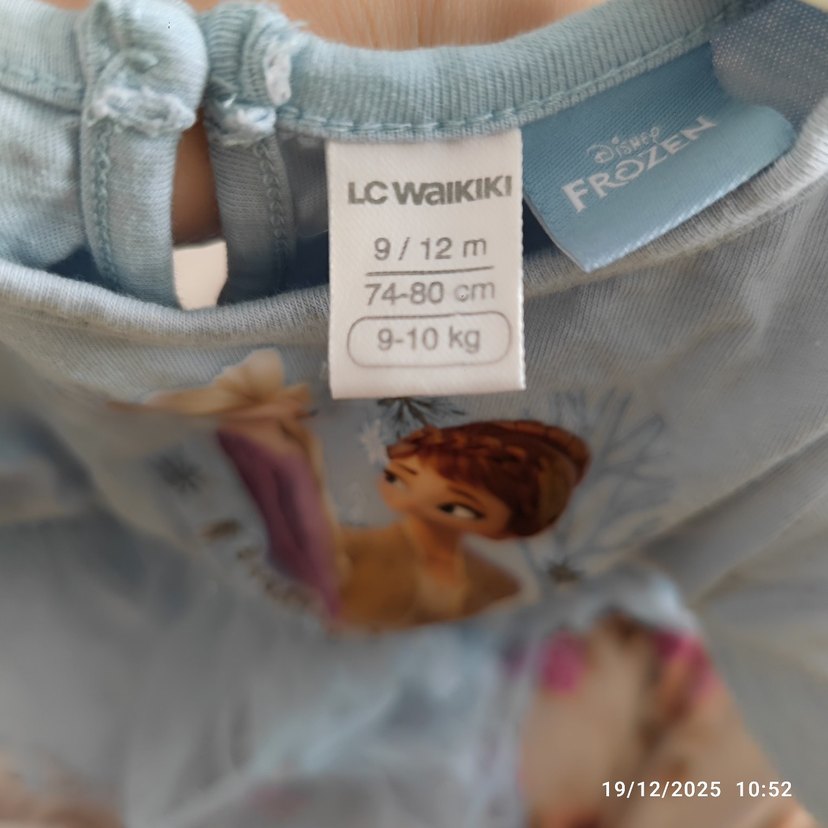 LC WAIKIKI
9 / 12 m
74-80 cm
9-10 kg
DISNEY
FROZEN
19/12/2025 10:52